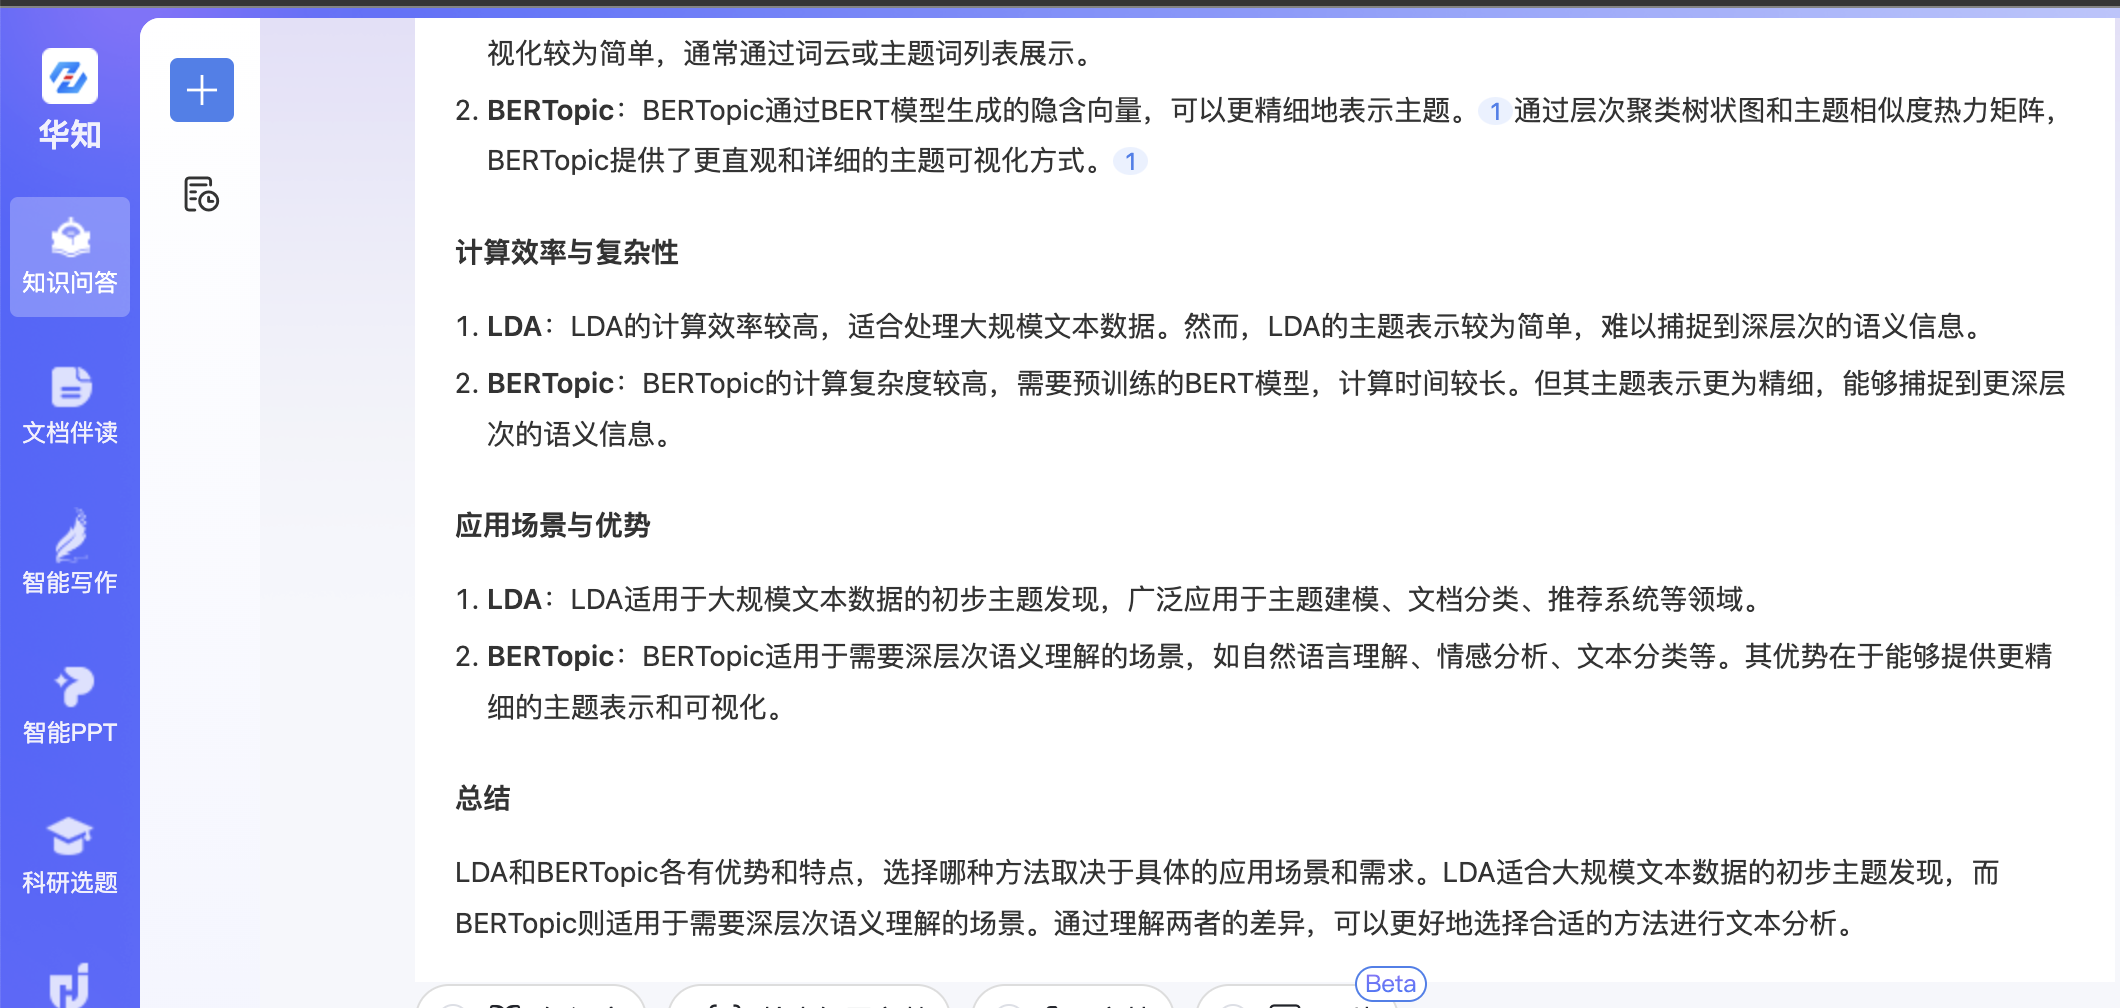 华知
知识问答
文档伴读
智能写作
智能PPT
科研选题
视化较为简单，通常通过词云或主题词列表展示。
2. BERTopic：BERTopic通过BERT模型生成的隐含向量，可以更精细地表示主题。 1 通过层次聚类树状图和主题相似度热力矩阵，
BERTopic提供了更直观和详细的主题可视化方式。 1
计算效率与复杂性
1. LDA：LDA的计算效率较高，适合处理大规模文本数据。然而，LDA的主题表示较为简单，难以捕捉到深层次的语义信息。
2. BERTopic：BERTopic的计算复杂度较高，需要预训练的BERT模型，计算时间较长。但其主题表示更为精细，能够捕捉到更深层
次的语义信息。
应用场景与优势
1. LDA：LDA适用于大规模文本数据的初步主题发现，广泛应用于主题建模、文档分类、推荐系统等领域。
2. BERTopic：BERTopic适用于需要深层次语义理解的场景，如自然语言理解、情感分析、文本分类等。其优势在于能够提供更精
细的主题表示和可视化。
总结
LDA和BERTopic各有优势和特点，选择哪种方法取决于具体的应用场景和需求。LDA适合大规模文本数据的初步主题发现，而
BERTopic则适用于需要深层次语义理解的场景。通过理解两者的差异，可以更好地选择合适的方法进行文本分析。
Beta